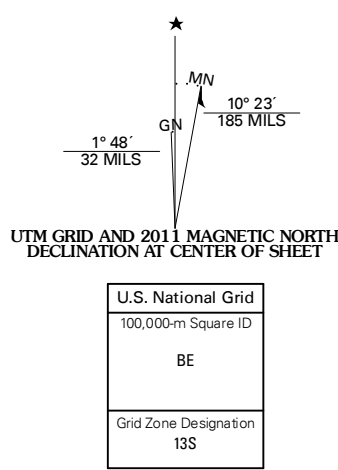 ★
MN
GN
10° 23´
185 MILS
1° 48´
32 MILS
UTM GRID AND 2011 MAGNETIC NORTH
DECLINATION AT CENTER OF SHEET
U.S. National Grid
100,000-m Square ID
BE
Grid Zone Designation
13S